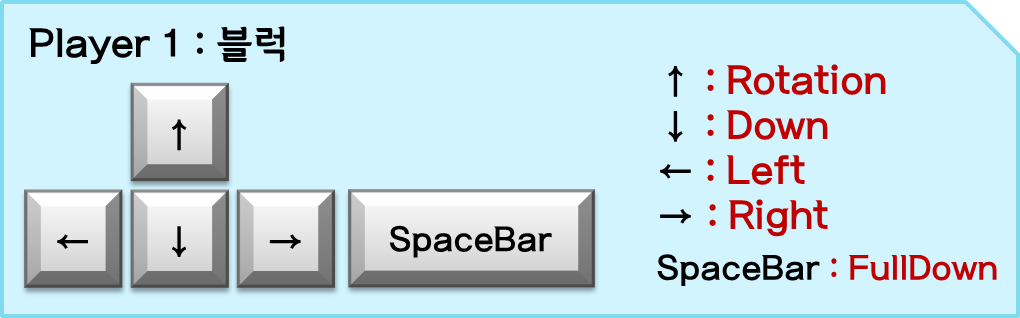 Player 1 : 블럭
↑
← ↓ → SpaceBar
↑ : Rotation
↓ : Down
← : Left
→ : Right
SpaceBar : FullDown